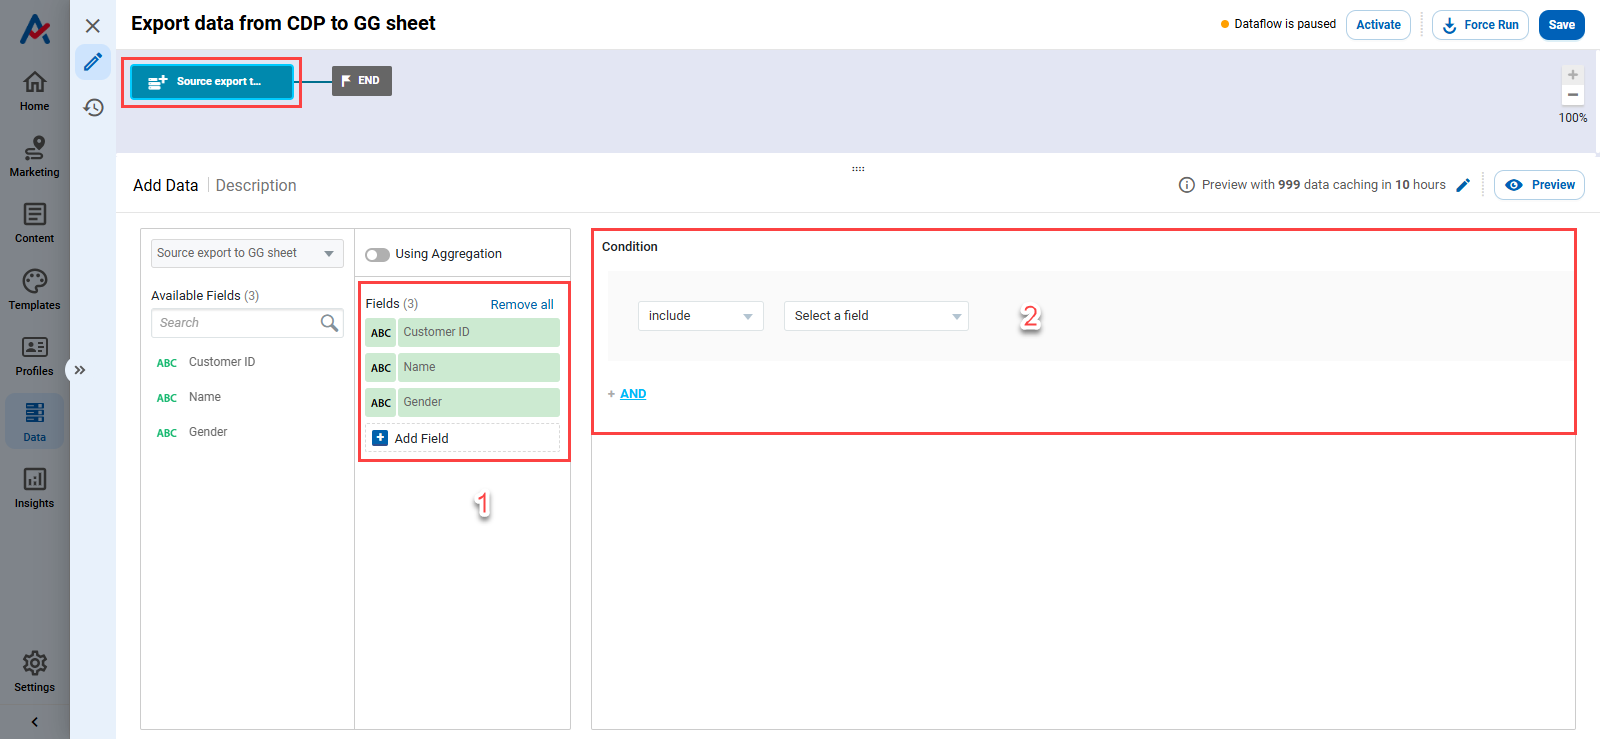 Export data from CDP to GG sheet
Dataflow is paused
Activate
Force Run
Save
Source export t...
END
100%
Home
Marketing
Content
Templates
Profiles
Data
Insights
Settings
Add Data
Description
Preview with 999 data caching in 10 hours
Preview
Source export to GG sheet
Available Fields (3)
Search
ABC Customer ID
ABC Name
ABC Gender
Using Aggregation
Fields (3)
Remove all
ABC Customer ID
ABC Name
ABC Gender
+ Add Field
1
Condition
include
Select a field
2
+ AND